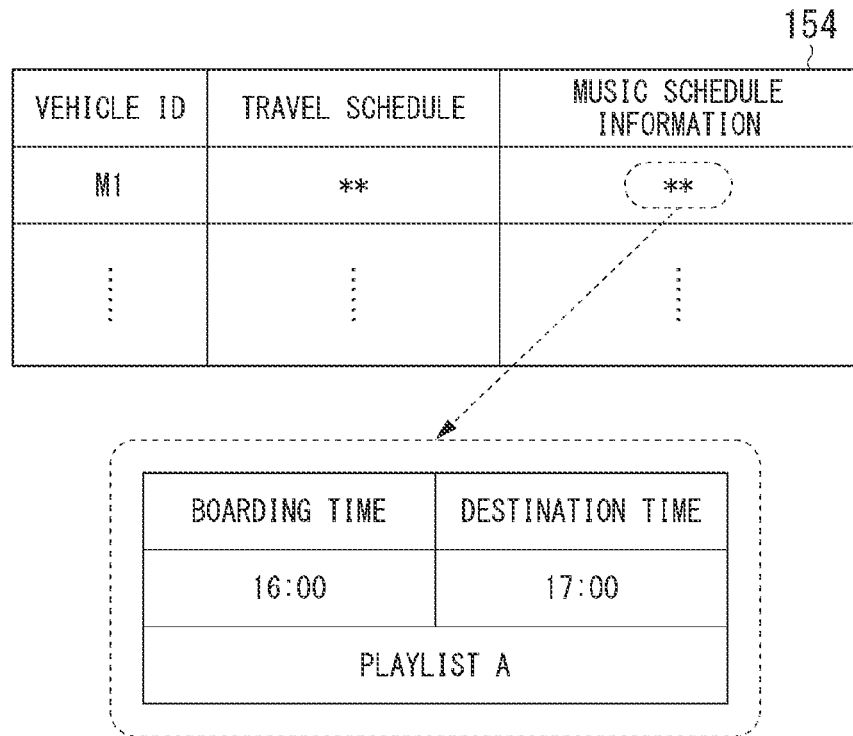 154
VEHICLE ID TRAVEL SCHEDULE MUSIC SCHEDULE
INFORMATION
M1 ** **
BOARDING TIME DESTINATION TIME
16:00 17:00
PLAYLIST A